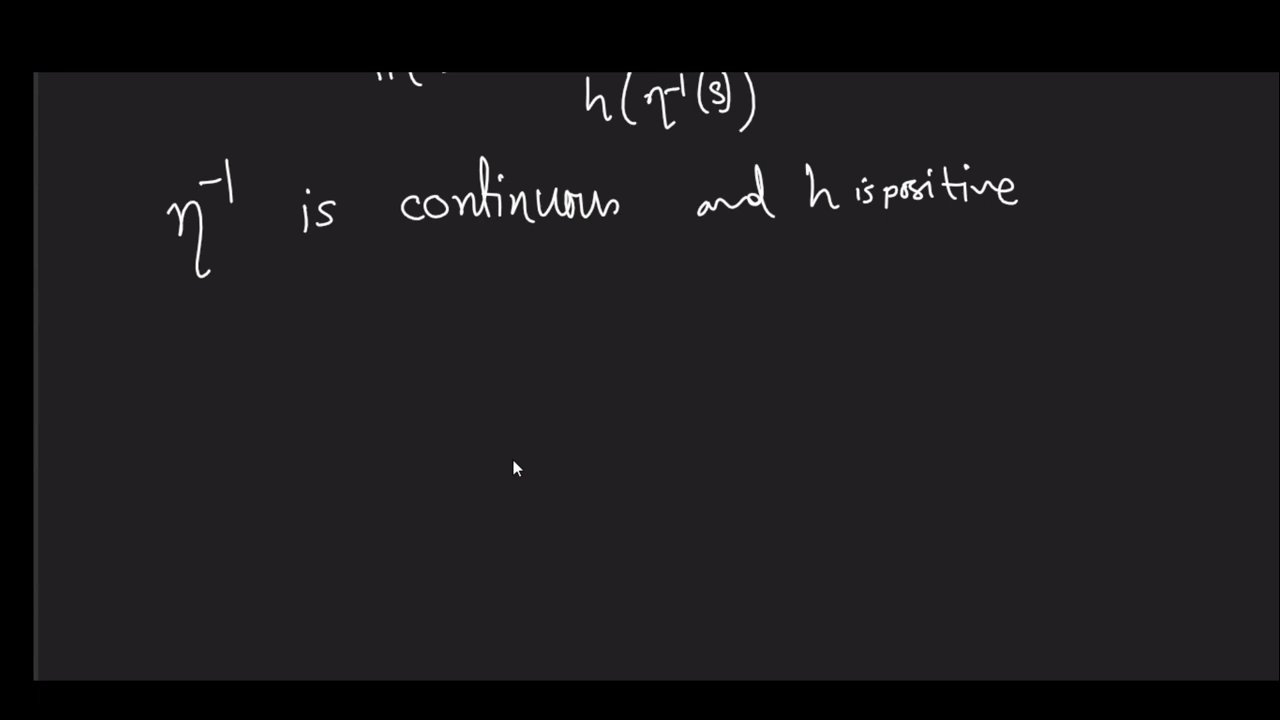 h(η⁻¹(s))
η⁻¹ is continuous and h is positive